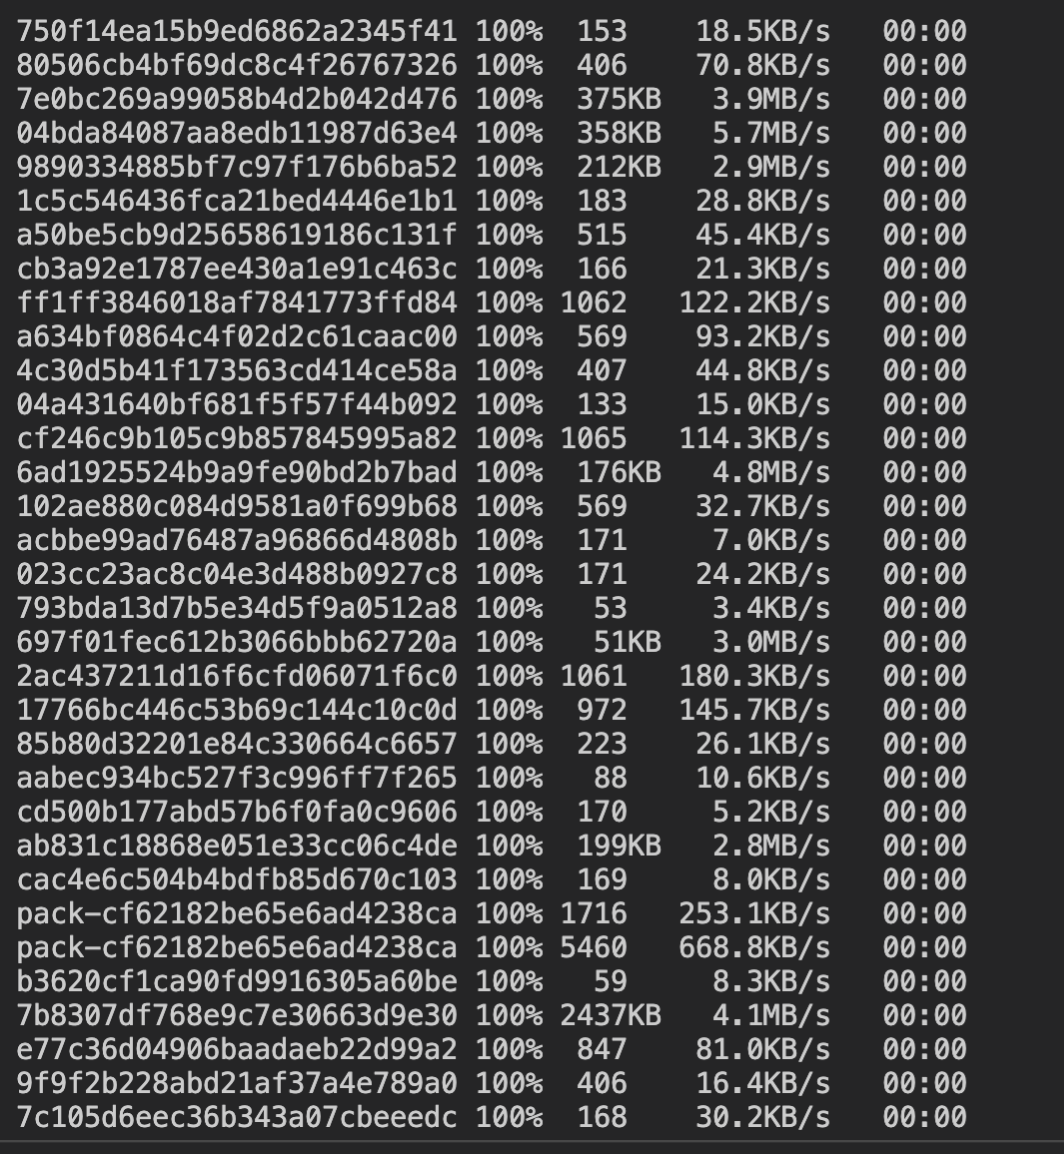 750f14ea15b9ed6862a2345f41 100%  153    18.5KB/s   00:00
80506cb4bf69dc8c4f26767326 100%  406    70.8KB/s   00:00
7e0bc269a99058b4d2b042d476 100%  375KB   3.9MB/s   00:00
04bda84087aa8edb11987d63e4 100%  358KB   5.7MB/s   00:00
9890334885bf7c97f176b6ba52 100%  212KB   2.9MB/s   00:00
1c5c546436fca21bed4446e1b1 100%  183    28.8KB/s   00:00
a50be5cb9d25658619186c131f 100%  515    45.4KB/s   00:00
cb3a92e1787ee430a1e91c463c 100%  166    21.3KB/s   00:00
ff1ff3846018af7841773ffd84 100% 1062   122.2KB/s   00:00
a634bf0864c4f02d2c61caac00 100%  569    93.2KB/s   00:00
4c30d5b41f173563cd414ce58a 100%  407    44.8KB/s   00:00
04a431640bf681f5f57f44b092 100%  133    15.0KB/s   00:00
cf246c9b105c9b857845995a82 100% 1065   114.3KB/s   00:00
6ad1925524b9a9fe90bd2b7bad 100%  176KB   4.8MB/s   00:00
102ae880c084d9581a0f699b68 100%  569    32.7KB/s   00:00
acbbe99ad76487a96866d4808b 100%  171     7.0KB/s   00:00
023cc23ac8c04e3d488b0927c8 100%  171    24.2KB/s   00:00
793bda13d7b5e34d5f9a0512a8 100%   53     3.4KB/s   00:00
697f01fec612b3066bbb62720a 100%   51KB   3.0MB/s   00:00
2ac437211d16f6cfd06071f6c0 100% 1061   180.3KB/s   00:00
17766bc446c53b69c144c10c0d 100%  972   145.7KB/s   00:00
85b80d32201e84c330664c6657 100%  223    26.1KB/s   00:00
aabec934bc527f3c996ff7f265 100%   88    10.6KB/s   00:00
cd500b177abd57b6f0fa0c9606 100%  170     5.2KB/s   00:00
ab831c18868e051e33cc06c4de 100%  199KB   2.8MB/s   00:00
cac4e6c504b4bdfb85d670c103 100%  169     8.0KB/s   00:00
pack-cf62182be65e6ad4238ca 100% 1716   253.1KB/s   00:00
pack-cf62182be65e6ad4238ca 100% 5460   668.8KB/s   00:00
b3620cf1ca90fd9916305a60be 100%   59     8.3KB/s   00:00
7b8307df768e9c7e30663d9e30 100% 2437KB   4.1MB/s   00:00
e77c36d04906baadaeb22d99a2 100%  847    81.0KB/s   00:00
9f9f2b228abd21af37a4e789a0 100%  406    16.4KB/s   00:00
7c105d6eec36b343a07cbeeedc 100%  168    30.2KB/s   00:00